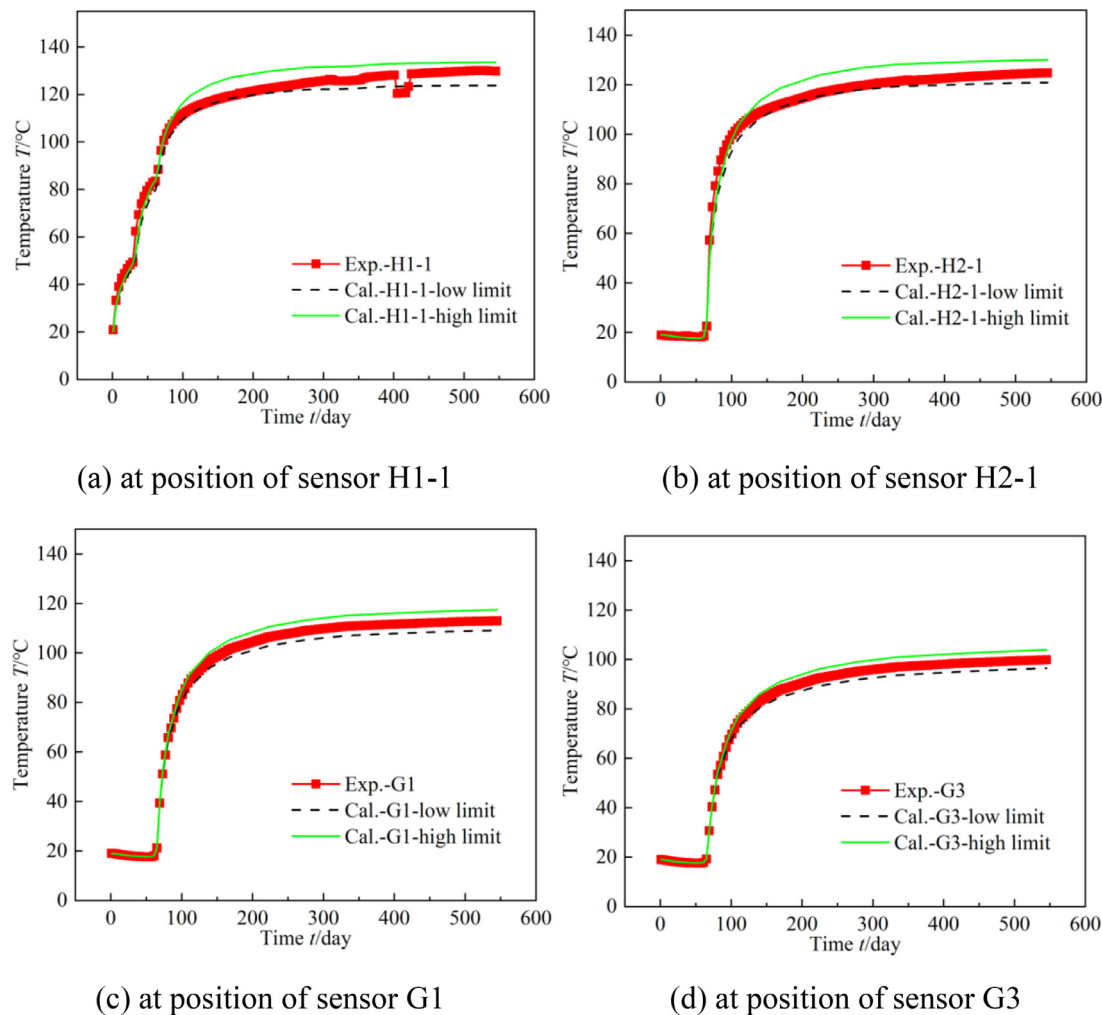 140
120
100
80
60
40
20
0
Temperature T/°C
Exp.-H1-1
Cal.-H1-1-low limit
Cal.-H1-1-high limit
0 100 200 300 400 500 600
Time t/day
(a) at position of sensor H1-1
140
120
100
80
60
40
20
0
Temperature T/°C
Exp.-H2-1
Cal.-H2-1-low limit
Cal.-H2-1-high limit
0 100 200 300 400 500 600
Time t/day
(b) at position of sensor H2-1
140
120
100
80
60
40
20
0
Temperature T/°C
Exp.-G1
Cal.-G1-low limit
Cal.-G1-high limit
0 100 200 300 400 500 600
Time t/day
(c) at position of sensor G1
140
120
100
80
60
40
20
0
Temperature T/°C
Exp.-G3
Cal.-G3-low limit
Cal.-G3-high limit
0 100 200 300 400 500 600
Time t/day
(d) at position of sensor G3